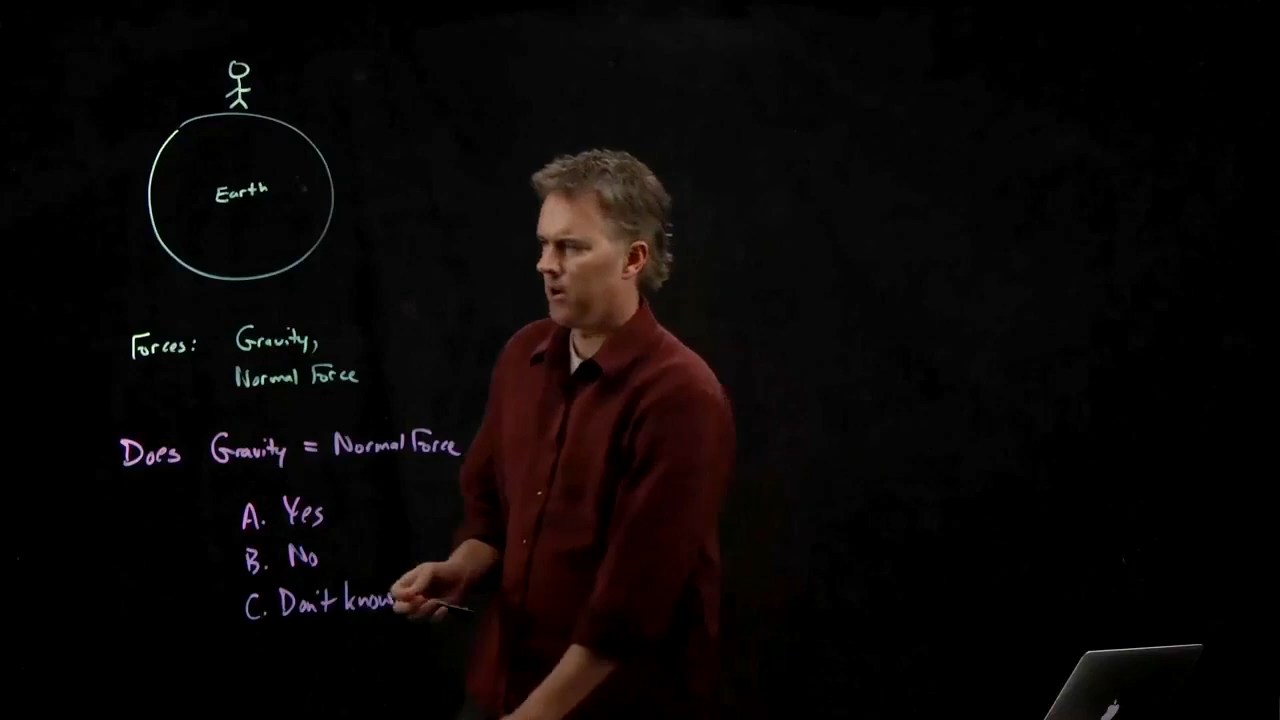 Earth
Forces: Gravity,
Normal Force
Does Gravity = Normal Force
A. Yes
B. No
C. Don't know